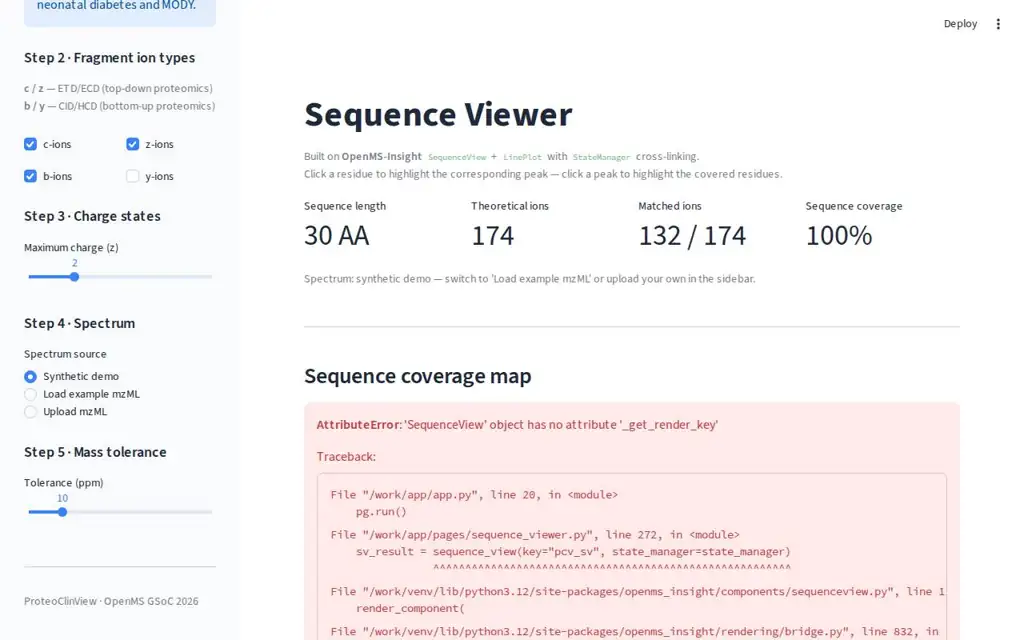 neonatal diabetes and MODY.
Step 2 · Fragment ion types
c / z — ETD/ECD (top-down proteomics)
b / y — CID/HCD (bottom-up proteomics)
c-ions
z-ions
b-ions
y-ions
Step 3 · Charge states
Maximum charge (z)
2
Step 4 · Spectrum
Spectrum source
Synthetic demo
Load example mzML
Upload mzML
Step 5 · Mass tolerance
Tolerance (ppm)
10
ProteoClinView · OpenMS GSoC 2026
Deploy
Sequence Viewer
Built on OpenMS-Insight SequenceView + LinePlot with StateManager cross-linking.
Click a residue to highlight the corresponding peak — click a peak to highlight the covered residues.
Sequence length
30 AA
Theoretical ions
174
Matched ions
132 / 174
Sequence coverage
100%
Spectrum: synthetic demo — switch to 'Load example mzML' or upload your own in the sidebar.
Sequence coverage map
AttributeError: 'SequenceView' object has no attribute '_get_render_key'
Traceback:
File "/work/app/app.py", line 20, in <module>
pg.run()
File "/work/app/pages/sequence_viewer.py", line 272, in <module>
sv_result = sequence_view(key="pcv_sv", state_manager=state_manager)
^^^^^^^^^^^^^^^^^^^^^^^^^^^^^^^^^^^^^^^^^^^^^^^^^^^^^^^^
File "/work/venv/lib/python3.12/site-packages/openms_insight/components/sequenceview.py", line 1
render_component(
File "/work/venv/lib/python3.12/site-packages/openms_insight/rendering/bridge.py", line 832, in